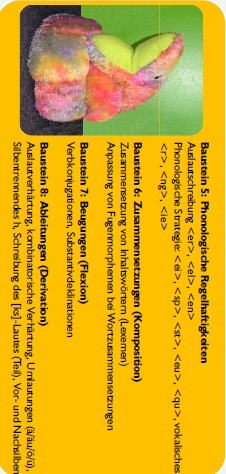 Baustein 5: Phonologische Regelhaftigkeiten
Auslautschreibung <er>, <el>, <en>
Phonologische Strategie: <ei>, <sp>, <st>, <eu>, <qu>, vokalisches
<r>, <ng>, <ie>
Baustein 6: Zusammensetzungen (Komposition)
Zusammensetzung von Inhaltswörtern (Lexemen)
Anpassung von Fugenmorphemen bei Wortzusammensetzungen
Baustein 7: Beugungen (Flexion)
Verbkonjugationen, Substantivdeklinationen
Baustein 8: Ableitungen (Derivation)
Auslautverhärtung, kombinatorische Verhärtung, Umlautungen (ä/äu/ö/ü),
Silbentrennendes h, Schreibung des [ks]-Lautes (Teil), Vor- und Nachsilben